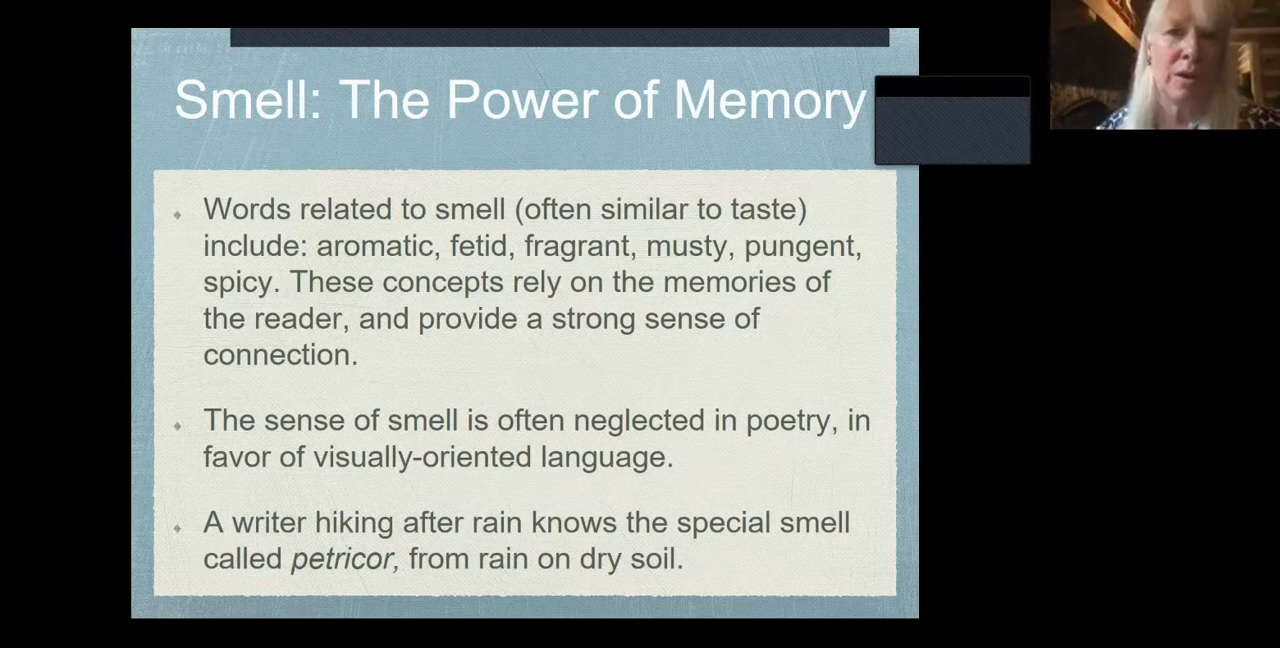 Smell: The Power of Memory
Words related to smell (often similar to taste)
include: aromatic, fetid, fragrant, musty, pungent,
spicy. These concepts rely on the memories of
the reader, and provide a strong sense of
connection.
The sense of smell is often neglected in poetry, in
favor of visually-oriented language.
A writer hiking after rain knows the special smell
called petricor, from rain on dry soil.